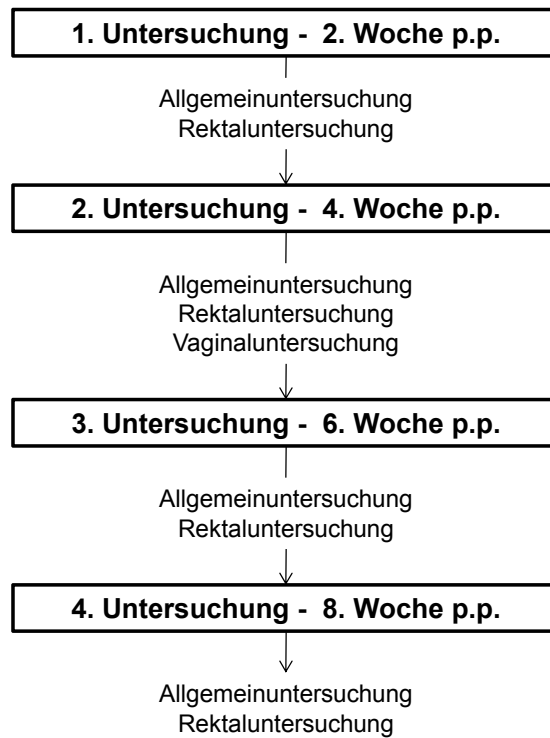 1. Untersuchung - 2. Woche p.p.
Allgemeinuntersuchung
Rektaluntersuchung
2. Untersuchung - 4. Woche p.p.
Allgemeinuntersuchung
Rektaluntersuchung
Vaginaluntersuchung
3. Untersuchung - 6. Woche p.p.
Allgemeinuntersuchung
Rektaluntersuchung
4. Untersuchung - 8. Woche p.p.
Allgemeinuntersuchung
Rektaluntersuchung